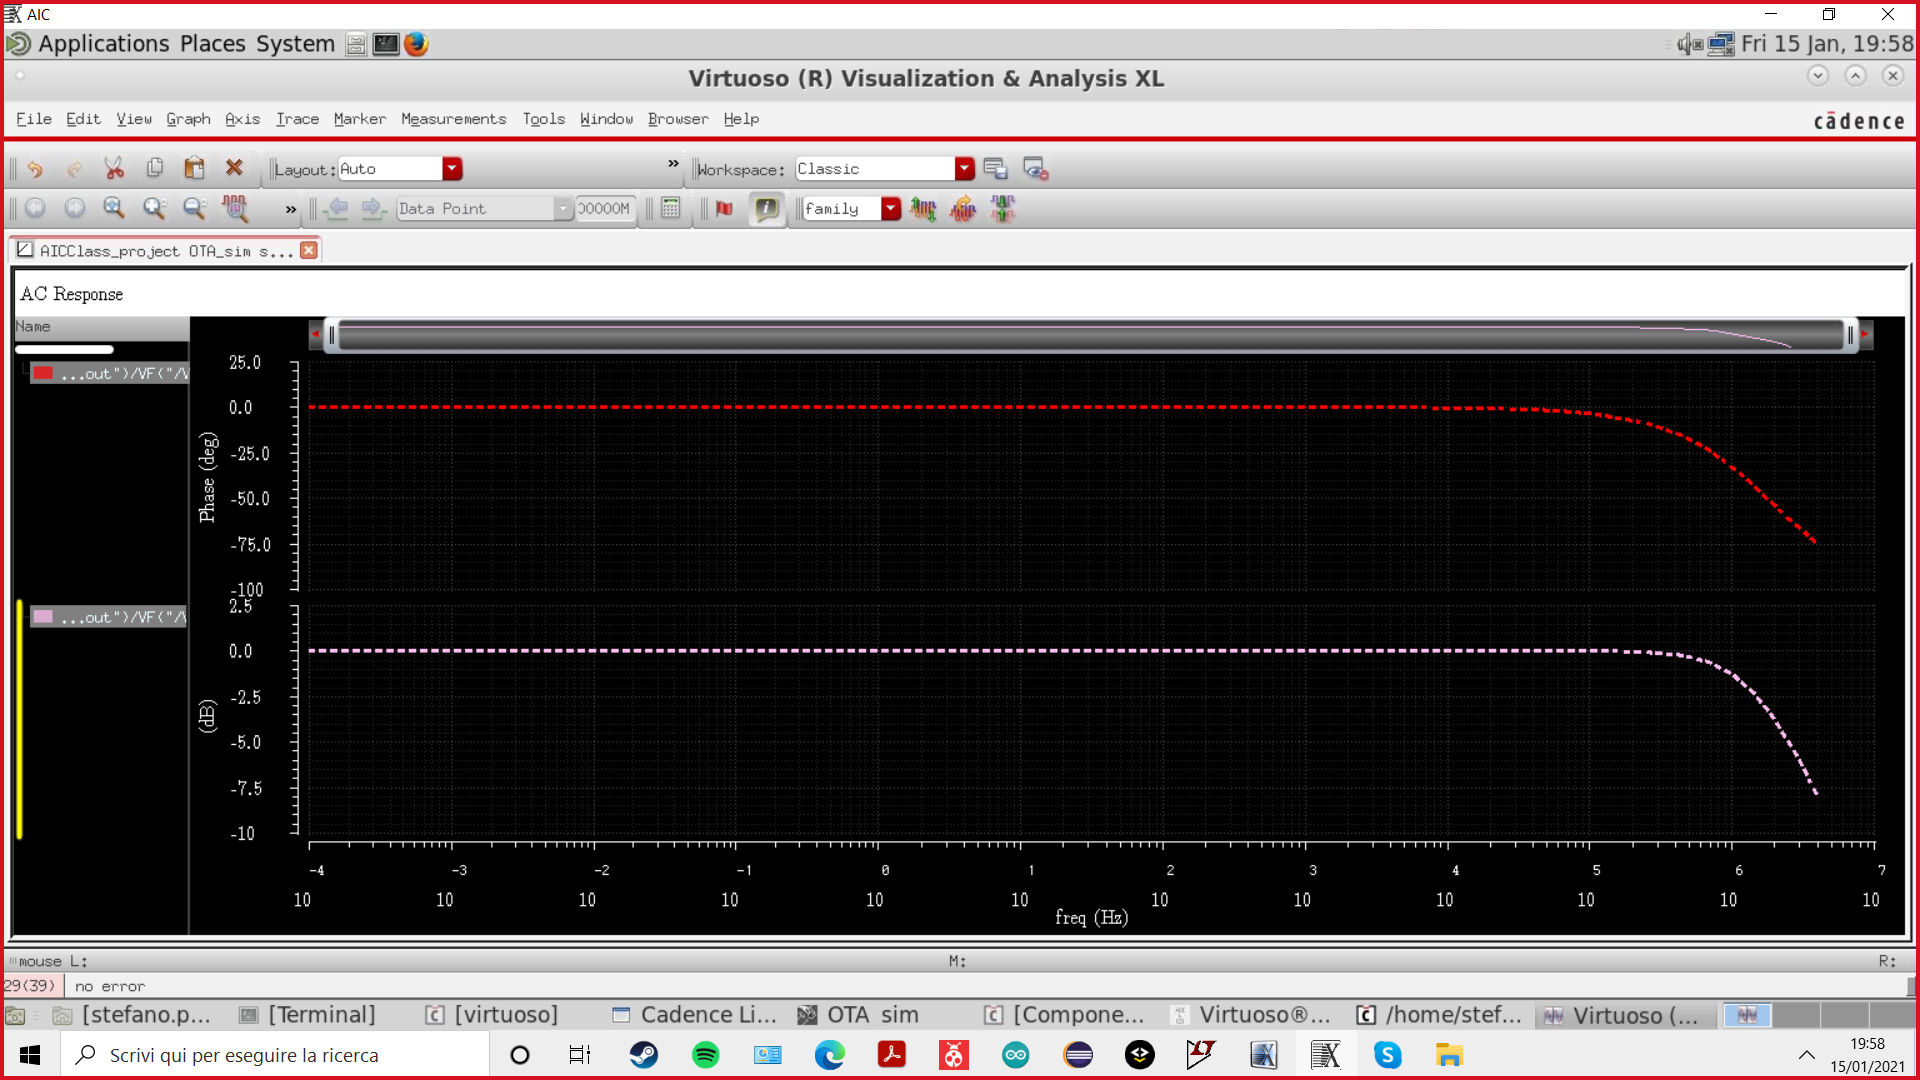 AIC
Applications Places System
Fri 15 Jan, 19:58
Virtuoso (R) Visualization & Analysis XL
File Edit View Graph Axis Trace Marker Measurements Tools Window Browser Help
cādence
Layout: Auto
» Workspace: Classic
» Data Point
00000M
family
AICClass_project OTA_sim s...
AC Response
Name
...out")/VF("/V
25.0
0.0
-25.0
-50.0
-75.0
-100
Phase (deg)
...out")/VF("/V
2.5
0.0
-2.5
-5.0
-7.5
-10
(dB)
-4 -3 -2 -1 0 1 2 3 4 5 6 7
10 10 10 10 10 10 10 10 10 10 10 10
freq (Hz)
mouse L: M: R:
29(39) no error
[stefano.p... [Terminal] [virtuoso] Cadence Li... OTA sim [Compone... Virtuoso®... /home/stef... Virtuoso (...
Scrivi qui per eseguire la ricerca
19:58
15/01/2021